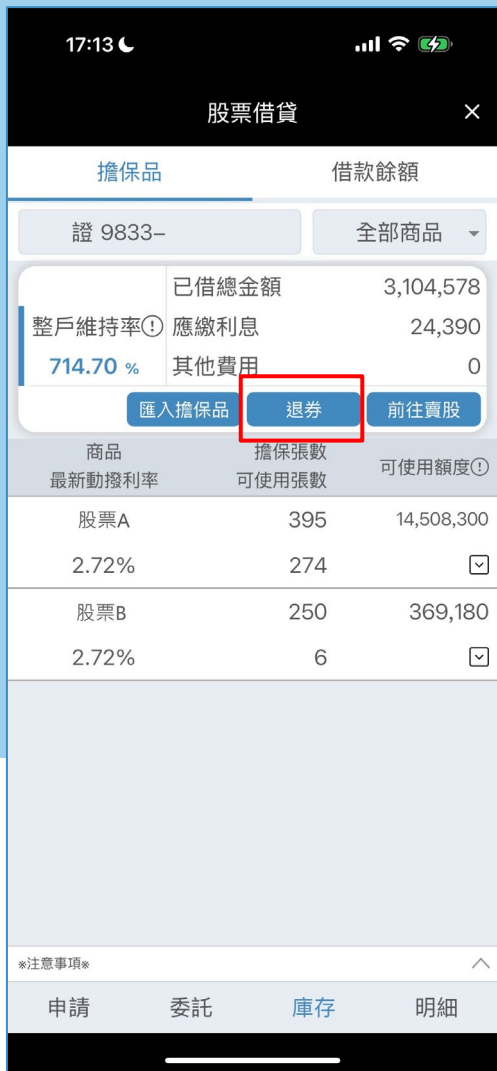 17:13
股票借貸 ×
擔保品 借款餘額
證 9833– 全部商品
已借總金額 3,104,578
整戶維持率 應繳利息 24,390
714.70 % 其他費用 0
匯入擔保品 退券 前往賣股
商品 擔保張數 可使用額度
最新動撥利率 可使用張數
股票A 395 14,508,300
2.72% 274
股票B 250 369,180
2.72% 6
※注意事項※
申請 委託 庫存 明細